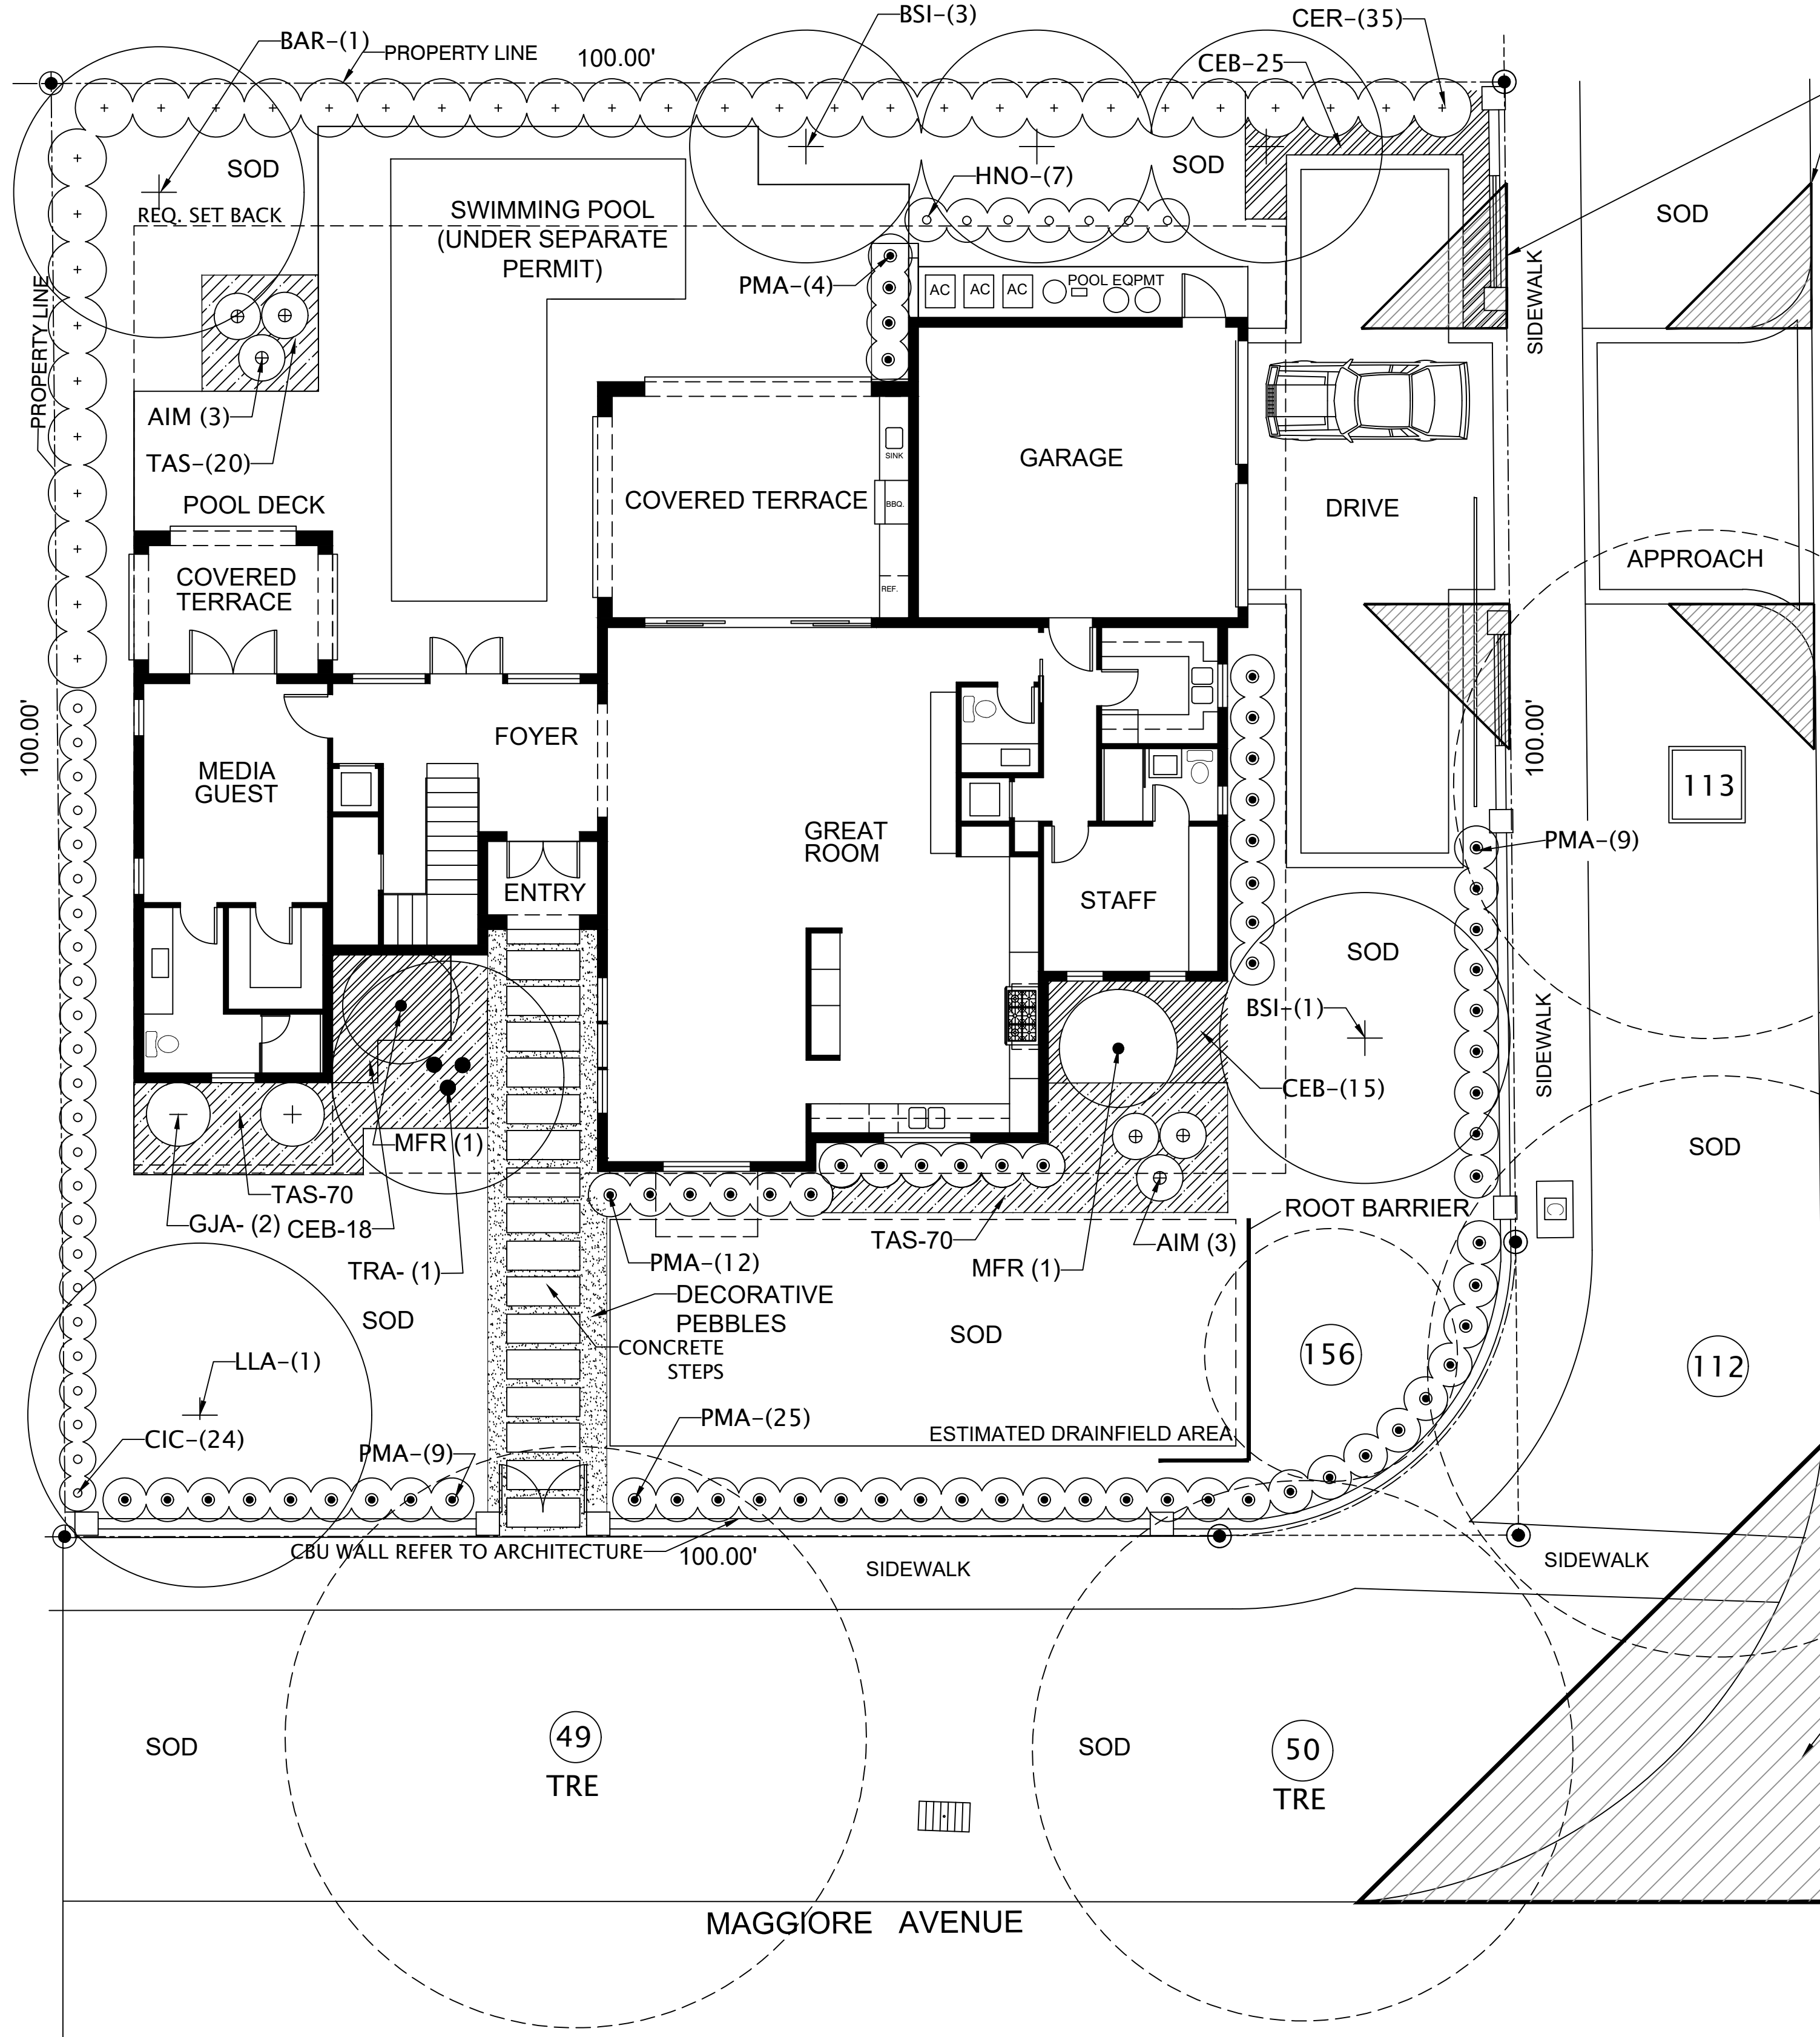 BSI-(3)
CER-(35)
BAR-(1)
PROPERTY LINE
100.00'
CEB-25
SOD
HNO-(7)
SOD
REQ. SET BACK
SWIMMING POOL
(UNDER SEPARATE
PERMIT)
SOD
PMA-(4)
AC
AC
AC
POOL EQPMT
SIDEWALK
PROPERTY LINE
AIM (3)
TAS-(20)
POOL DECK
SINK
GARAGE
COVERED TERRACE
BBQ.
DRIVE
COVERED
TERRACE
REF.
APPROACH
100.00'
FOYER
100.00'
MEDIA
GUEST
113
GREAT
ROOM
PMA-(9)
ENTRY
STAFF
SOD
BSI-(1)
SIDEWALK
CEB-(15)
MFR (1)
SOD
TAS-70
GJA- (2)
CEB-18
ROOT BARRIER
C
TAS-70
AIM (3)
TRA- (1)
PMA-(12)
MFR (1)
DECORATIVE
PEBBLES
SOD
SOD
CONCRETE
STEPS
156
112
LLA-(1)
CIC-(24)
PMA-(9)
PMA-(25)
ESTIMATED DRAINFIELD AREA
CBU WALL REFER TO ARCHITECTURE
100.00'
SIDEWALK
SIDEWALK
SOD
49
TRE
SOD
50
TRE
MAGGIORE AVENUE